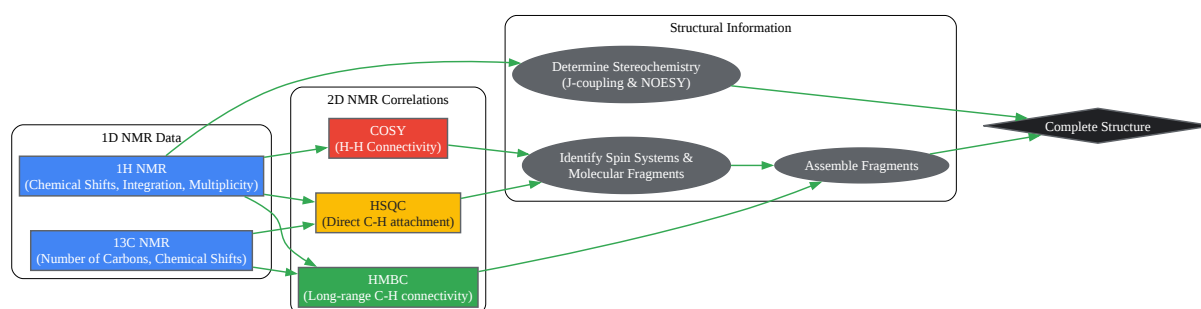 1D NMR Data
1H NMR
(Chemical Shifts, Integration, Multiplicity)
13C NMR
(Number of Carbons, Chemical Shifts)
2D NMR Correlations
COSY
(H-H Connectivity)
HSQC
(Direct C-H attachment)
HMBC
(Long-range C-H connectivity)
Structural Information
Determine Stereochemistry
(J-coupling & NOESY)
Identify Spin Systems &
Molecular Fragments
Assemble Fragments
Complete Structure